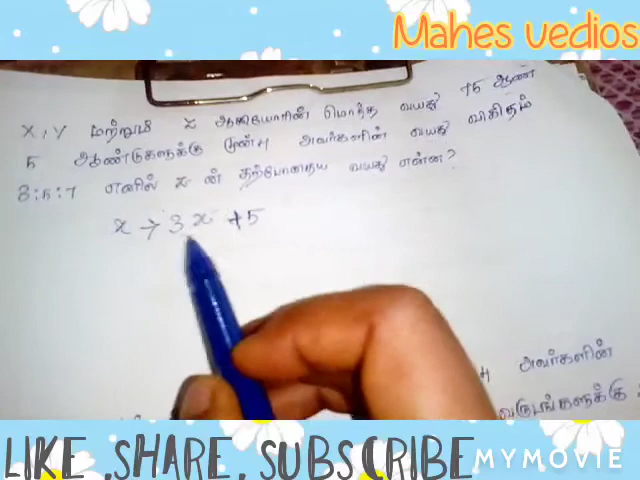 Mahes vedios
X, Y மற்றும் Z ஆகியோரின் மொத்த வயது 75 ஆண்
5 ஆண்டுகளுக்கு முன்பு அவர்களின் வயது விகிதம்
3:5:7 எனில் x ன் தற்போதைய வயது என்ன?
x → 3x + 5
அவர்களின்
வருடங்களுக்கு
LIKE .SHARE. SUBSCRIBE
MYMOVIE